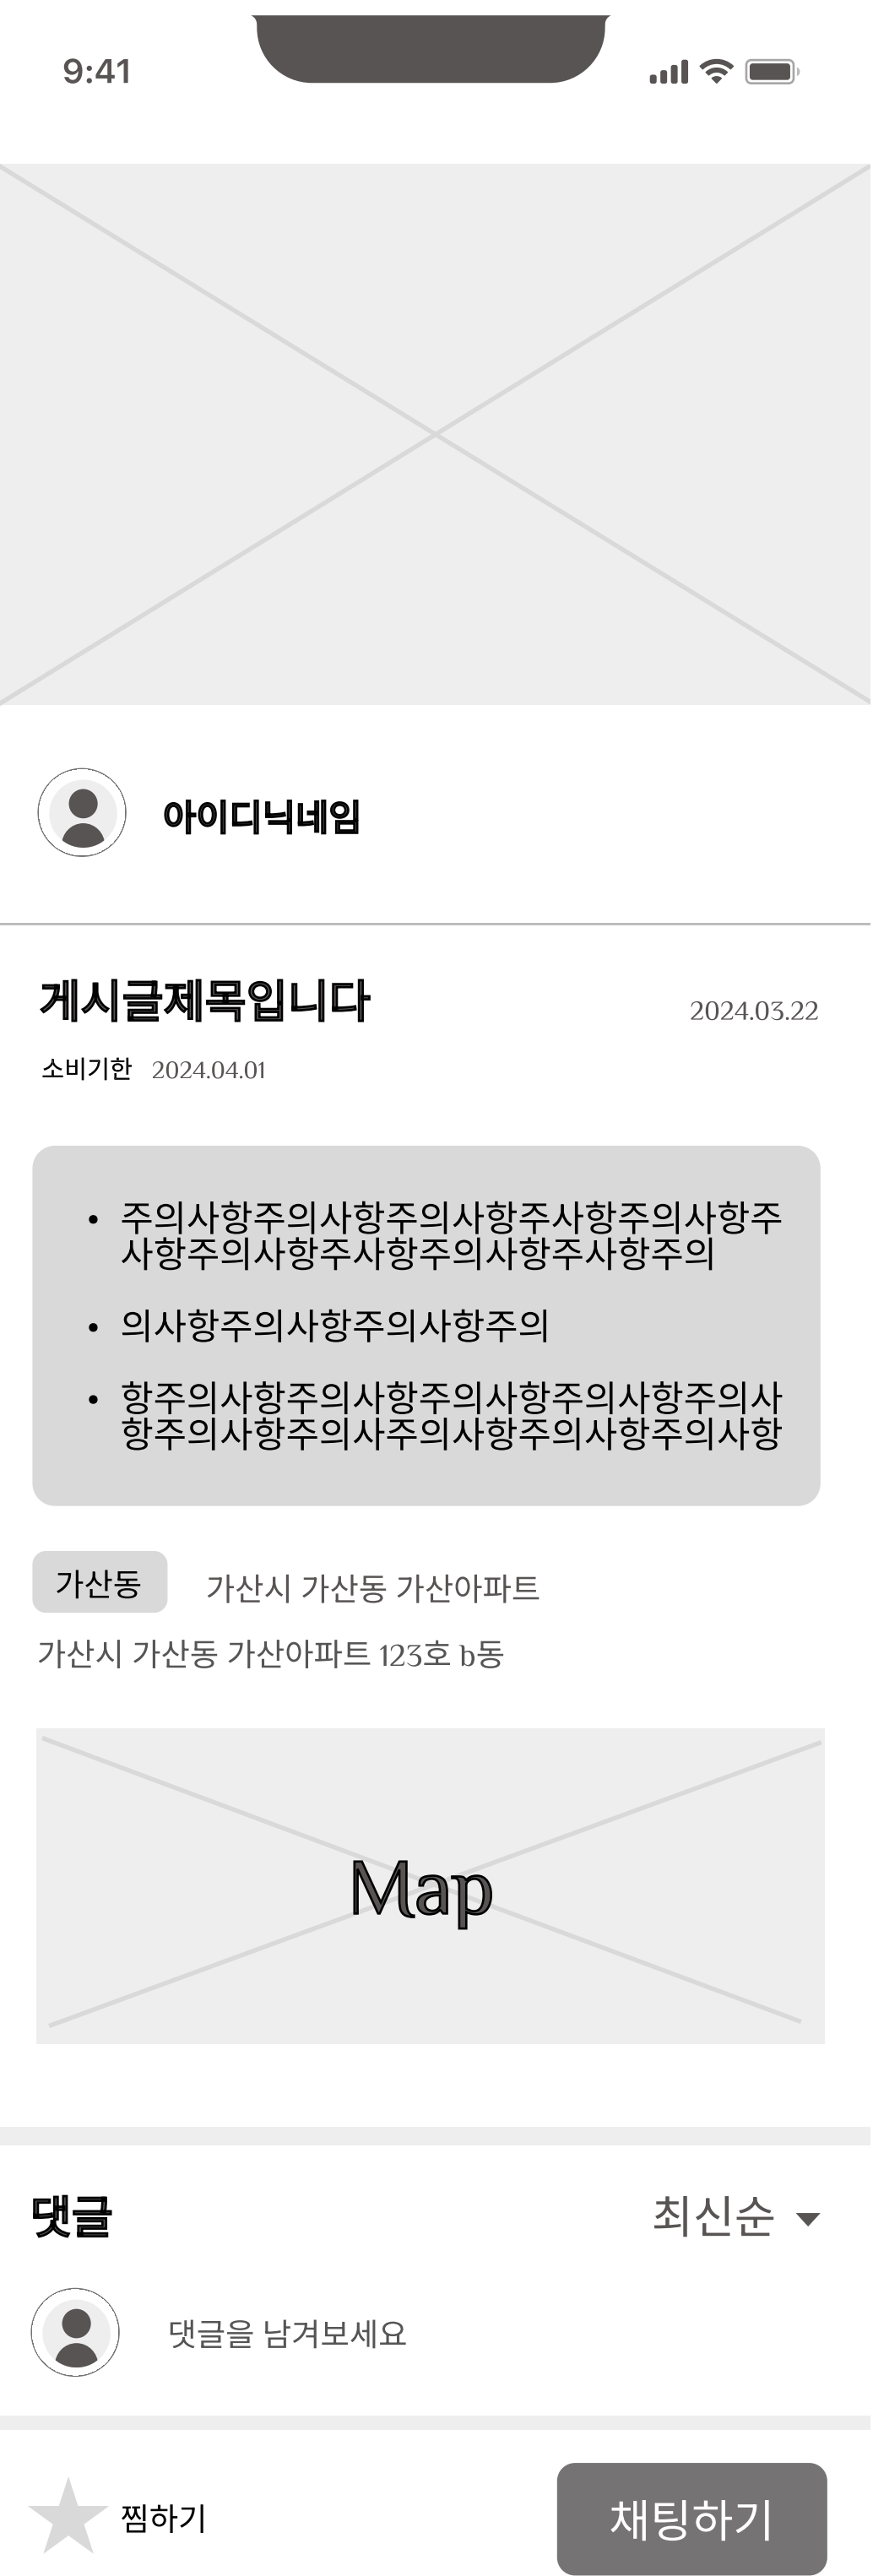 9:41
아이디닉네임
게시글제목입니다
2024.03.22
소비기한 2024.04.01
• 주의사항주의사항주의사항주사항주의사항주
사항주의사항주사항주의사항주사항주의
• 의사항주의사항주의사항주의
• 항주의사항주의사항주의사항주의사항주의사
항주의사항주의사주의사항주의사항주의사항
가산동 가산시 가산동 가산아파트
가산시 가산동 가산아파트 123호 b동
Map
댓글
최신순
댓글을 남겨보세요
찜하기
채팅하기